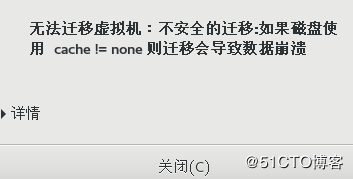 无法迁移虚拟机：不安全的迁移:如果磁盘使
用 cache != none 则迁移会导致数据崩溃
详情
关闭(C)
@51CTO博客